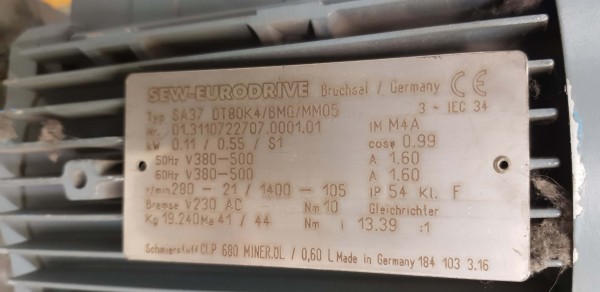 SEW-EURODRIVE Bruchsal / Germany CE
Typ SA37 DT80K4/BMG/MM05 3 ~ IEC 34
Nr. 01.3110722707.0001.01 IM M4A
kW 0.11 / 0.55 / S1 cosφ 0.99
50Hz V380-500 A 1.60
60Hz V380-500 A 1.60
r/min 280 - 21 / 1400 - 105 IP 54 Kl. F
Bremse V230 AC Nm 10 Gleichrichter
Kg 19.240 Ma 41 / 44 Nm i 13.39 :1
Schmierstoff CLP 680 MINER.ÖL / 0,60 L Made in Germany 184 103 3.16